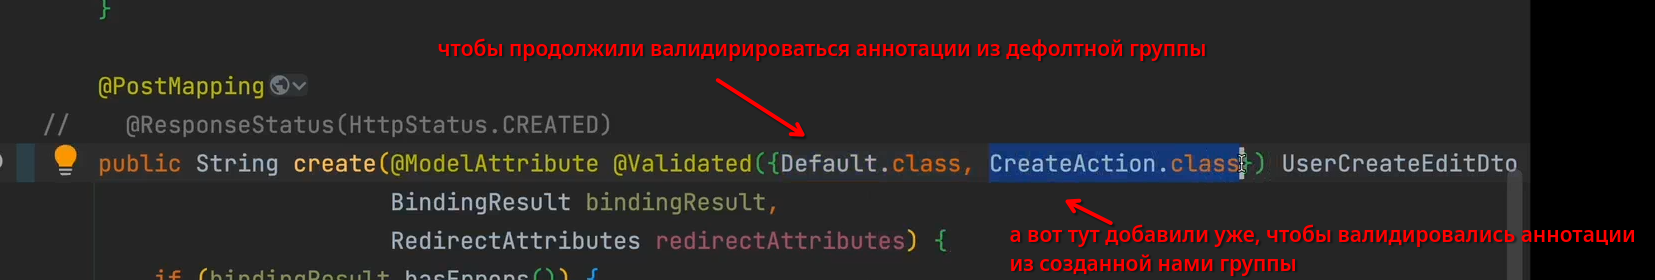 }
чтобы продолжили валидирироваться аннотации из дефолтной группы
@PostMapping
// @ResponseStatus(HttpStatus.CREATED)
public String create(@ModelAttribute @Validated({Default.class, CreateAction.class}) UserCreateEditDto
BindingResult bindingResult,
RedirectAttributes redirectAttributes) {
а вот тут добавили уже, чтобы валидировались аннотации
из созданной нами группы
if (bindingResult.hasErrors()) {